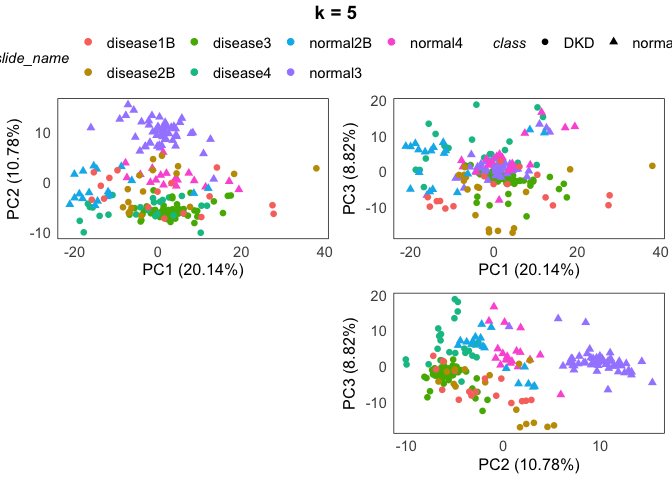 k = 5
slide_name
disease1B disease3 normal2B normal4 class DKD norma
disease2B disease4 normal3
PC2 (10.78%)
10
0
-10
-20 0 20 40
PC1 (20.14%)
PC3 (8.82%)
20
10
0
-10
-20 0 20 40
PC1 (20.14%)
PC3 (8.82%)
20
10
0
-10
-10 0 10
PC2 (10.78%)